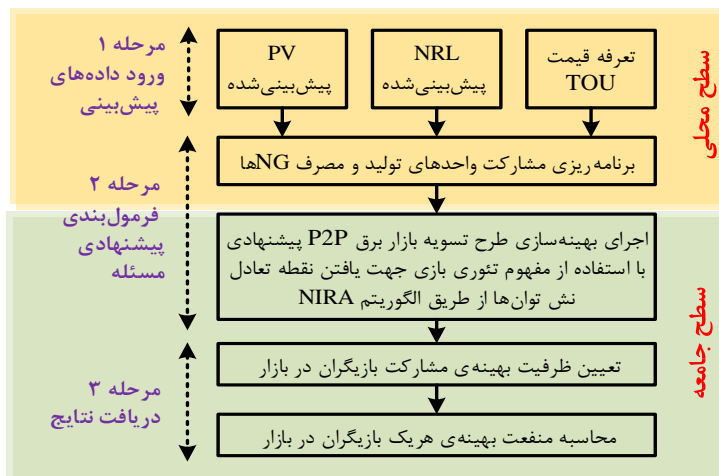 مرحله ۱
ورود داده‌های
پیش‌بینی
PV
پیش‌بینی‌شده
NRL
پیش‌بینی‌شده
تعرفه قیمت
TOU
سطح محلی
برنامه‌ریزی مشارکت واحدهای تولید و مصرف NGها
مرحله ۲
فرمول‌بندی
پیشنهادی
مسئله
اجرای بهینه‌سازی طرح تسویه بازار برق P2P پیشنهادی
با استفاده از مفهوم تئوری بازی جهت یافتن نقطه تعادل
نش توان‌ها از طریق الگوریتم NIRA
سطح جامعه
تعیین ظرفیت بهینه‌ی مشارکت بازیگران در بازار
مرحله ۳
دریافت نتایج
محاسبه منفعت بهینه‌ی هریک بازیگران در بازار